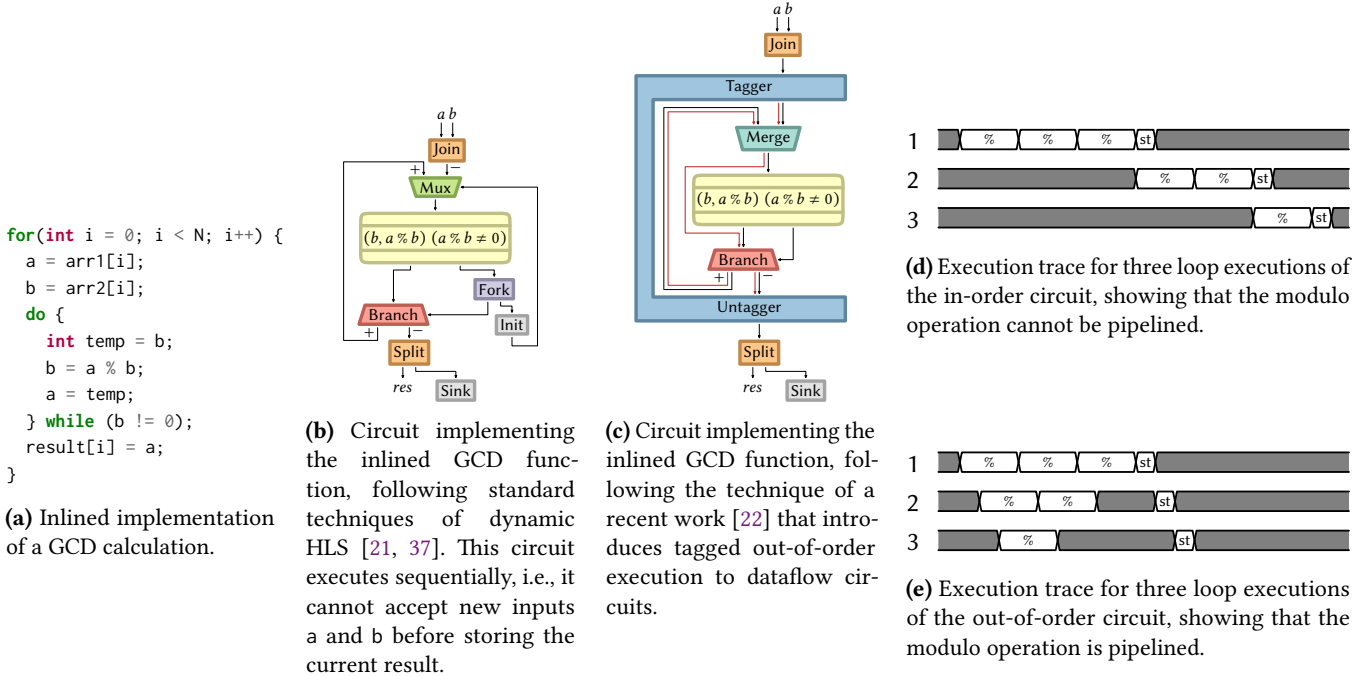 for(int i = 0; i < N; i++) {
a = arr1[i];
b = arr2[i];
do {
int temp = b;
b = a % b;
a = temp;
} while (b != 0);
result[i] = a;
}
(a) Inlined implementation
of a GCD calculation.
a b
Join
+ −
Mux
(b, a % b) (a % b ≠ 0)
Fork
Branch
Init
+ −
Split
res
Sink
(b) Circuit implementing
the inlined GCD func-
tion, following standard
techniques of dynamic
HLS [21, 37]. This circuit
executes sequentially, i.e., it
cannot accept new inputs
a and b before storing the
current result.
a b
Join
Tagger
Merge
(b, a % b) (a % b ≠ 0)
Branch
+ −
Untagger
Split
res
Sink
(c) Circuit implementing the
inlined GCD function, fol-
lowing the technique of a
recent work [22] that intro-
duces tagged out-of-order
execution to dataflow cir-
cuits.
1 % % % st
2 % % st
3 % st
(d) Execution trace for three loop executions of
the in-order circuit, showing that the modulo
operation cannot be pipelined.
1 % % % st
2 % % st
3 % st
(e) Execution trace for three loop executions
of the out-of-order circuit, showing that the
modulo operation is pipelined.